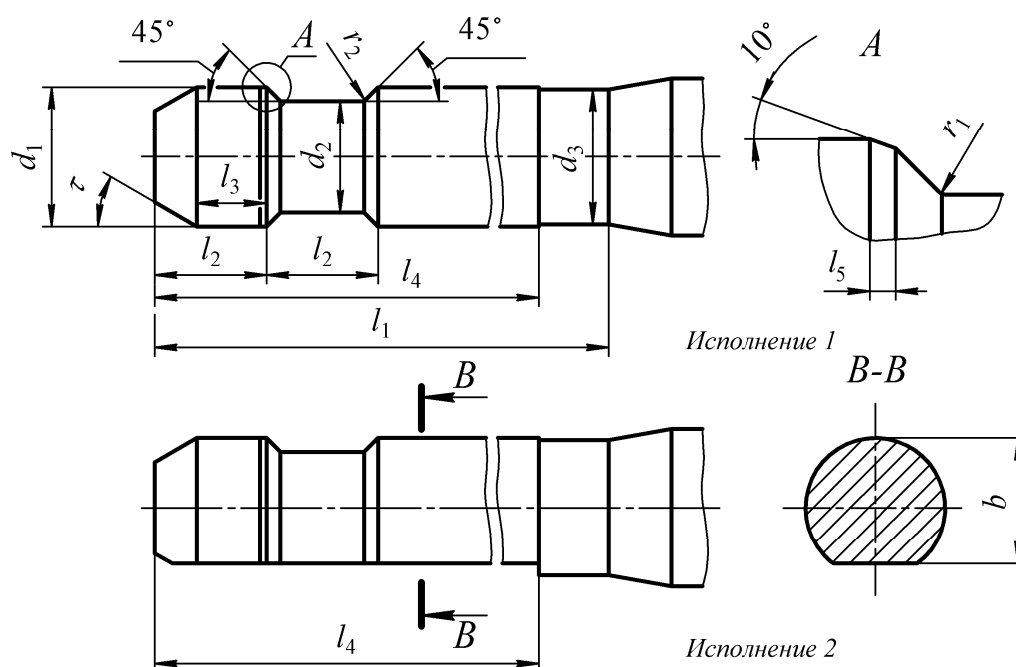 45° A r₂ 45°
10° A
d₁ d₂ d₃ r₁
τ l₃
l₂ l₂
l₄ l₅
l₁
Исполнение 1
B B-B
b
B
l₄
Исполнение 2